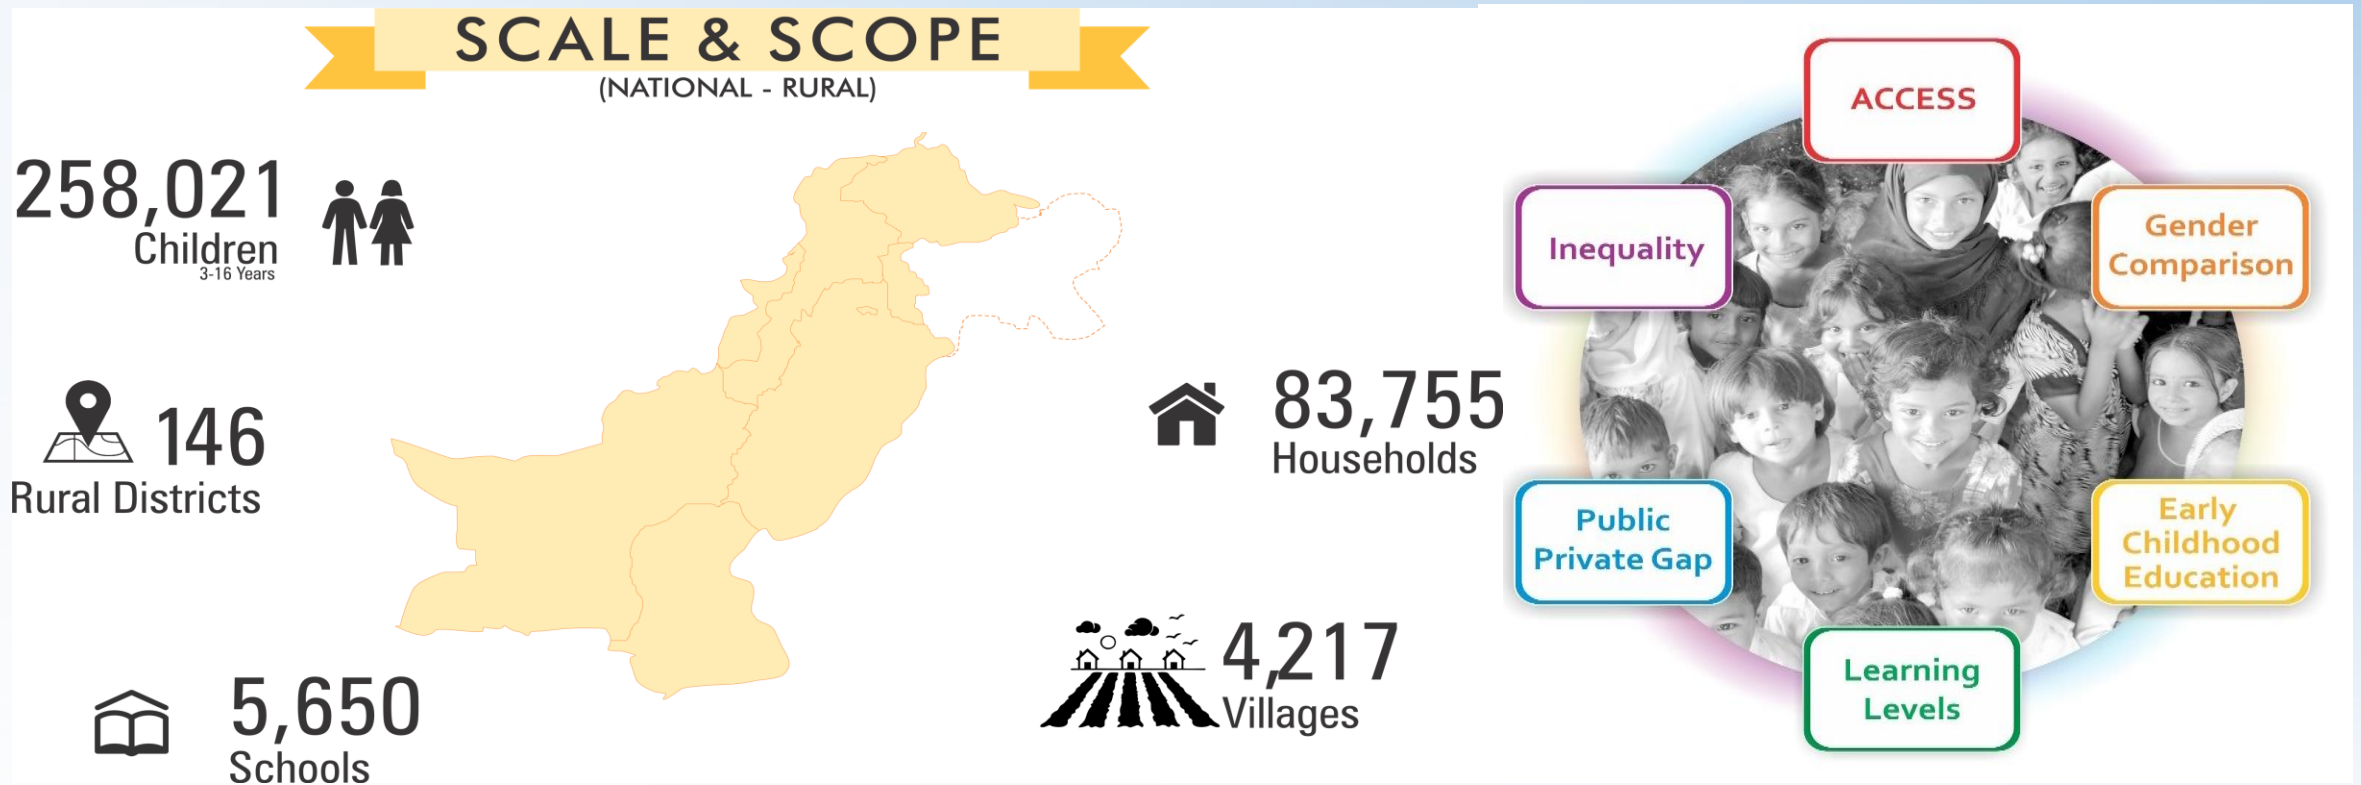 SCALE & SCOPE
(NATIONAL - RURAL)
258,021
Children
3-16 Years
146
Rural Districts
5,650
Schools
83,755
Households
4,217
Villages
ACCESS
Inequality
Gender
Comparison
Public
Private Gap
Early
Childhood
Education
Learning
Levels